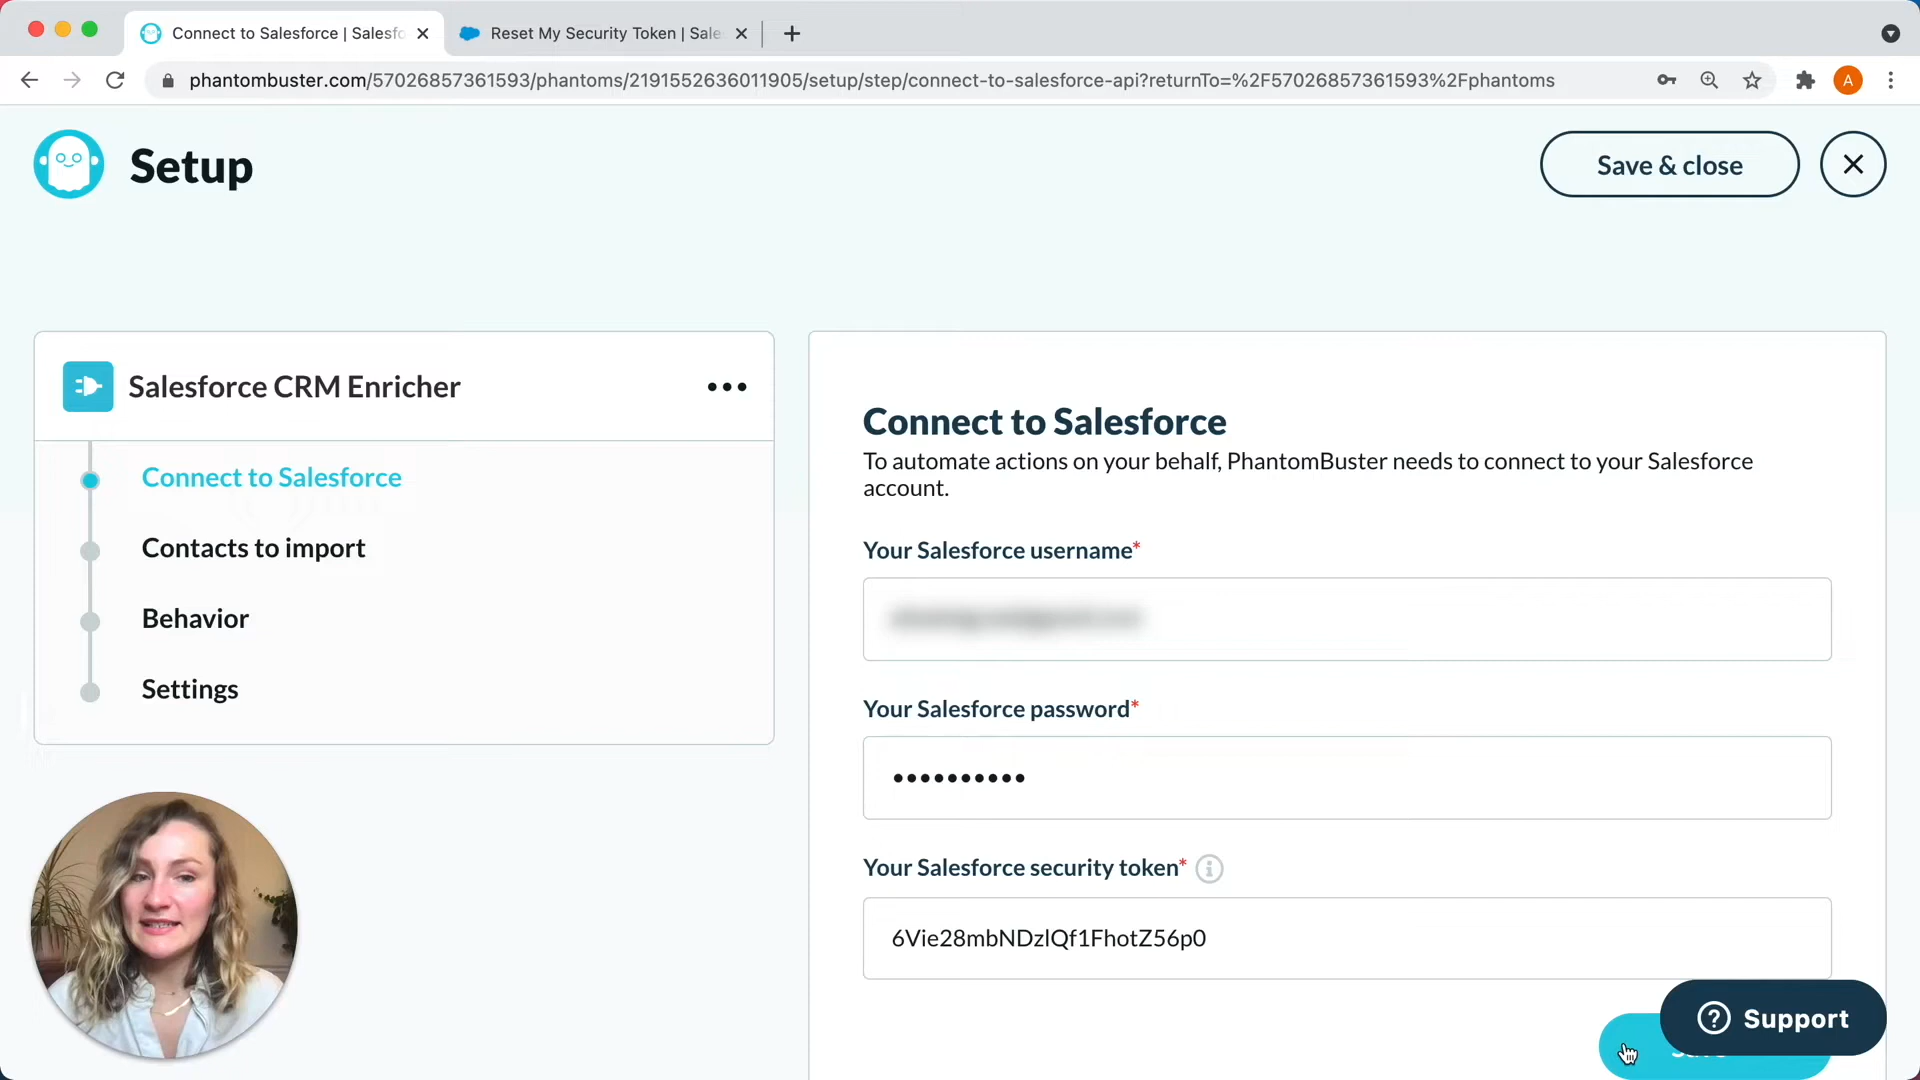 Connect to Salesforce | Salesfo
Reset My Security Token | Sale
phantombuster.com/57026857361593/phantoms/2191552636011905/setup/step/connect-to-salesforce-api?returnTo=%2F57026857361593%2Fphantoms
A
Setup
Save & close
Salesforce CRM Enricher
Connect to Salesforce
Contacts to import
Behavior
Settings
Connect to Salesforce
To automate actions on your behalf, PhantomBuster needs to connect to your Salesforce
account.
Your Salesforce username*
Your Salesforce password*
••••••••••
Your Salesforce security token*
6Vie28mbNDzlQf1FhotZ56p0
Support